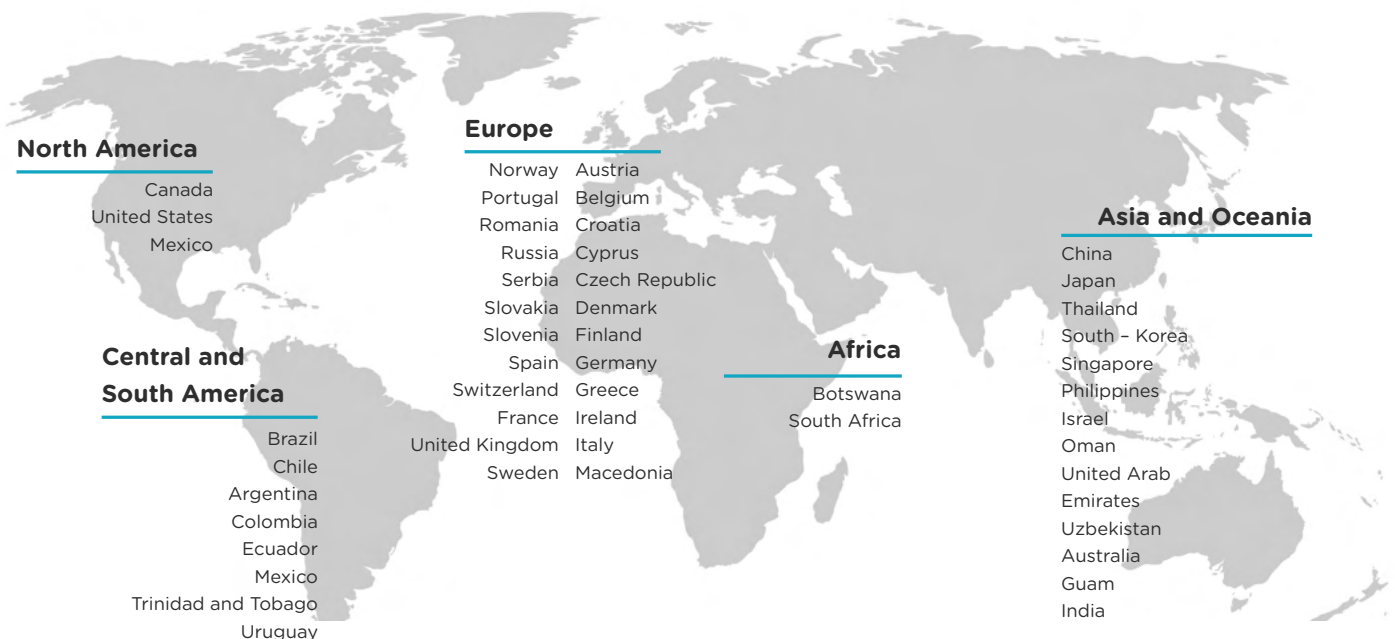 North America
Canada
United States
Mexico
Central and
South America
Brazil
Chile
Argentina
Colombia
Ecuador
Mexico
Trinidad and Tobago
Uruguay
Europe
Norway Austria
Portugal Belgium
Romania Croatia
Russia Cyprus
Serbia Czech Republic
Slovakia Denmark
Slovenia Finland
Spain Germany
Switzerland Greece
France Ireland
United Kingdom Italy
Sweden Macedonia
Africa
Botswana
South Africa
Asia and Oceania
China
Japan
Thailand
South – Korea
Singapore
Philippines
Israel
Oman
United Arab
Emirates
Uzbekistan
Australia
Guam
India